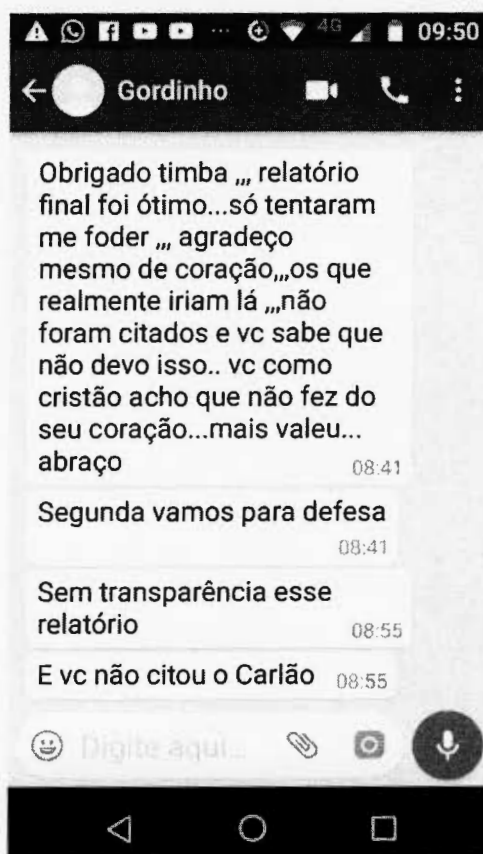 4G 09:50
Gordinho
Obrigado timba ,,, relatório
final foi ótimo...só tentaram
me foder ,,, agradeço
mesmo de coração,,,os que
realmente iriam lá ,,,não
foram citados e vc sabe que
não devo isso.. vc como
cristão acho que não fez do
seu coração...mais valeu...
abraço
08:41
Segunda vamos para defesa
08:41
Sem transparência esse
relatório
08:55
E vc não citou o Carlão 08:55
Digite aqui...